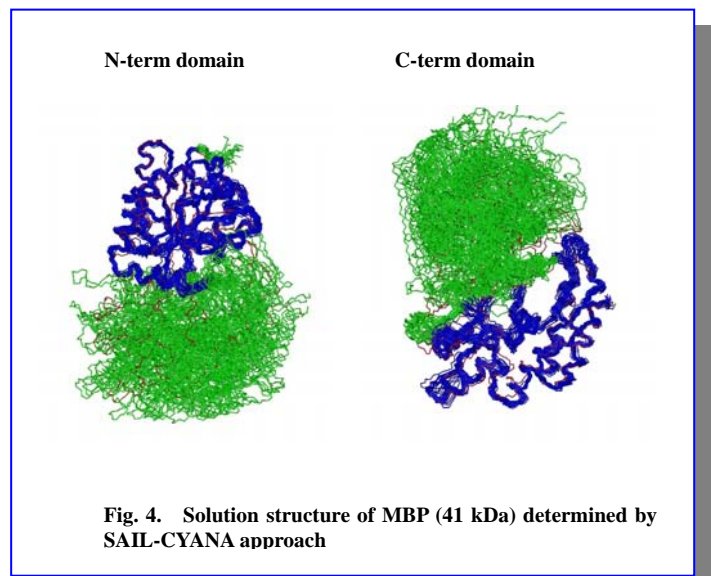 N-term domain
C-term domain
Fig. 4. Solution structure of MBP (41 kDa) determined by
SAIL-CYANA approach